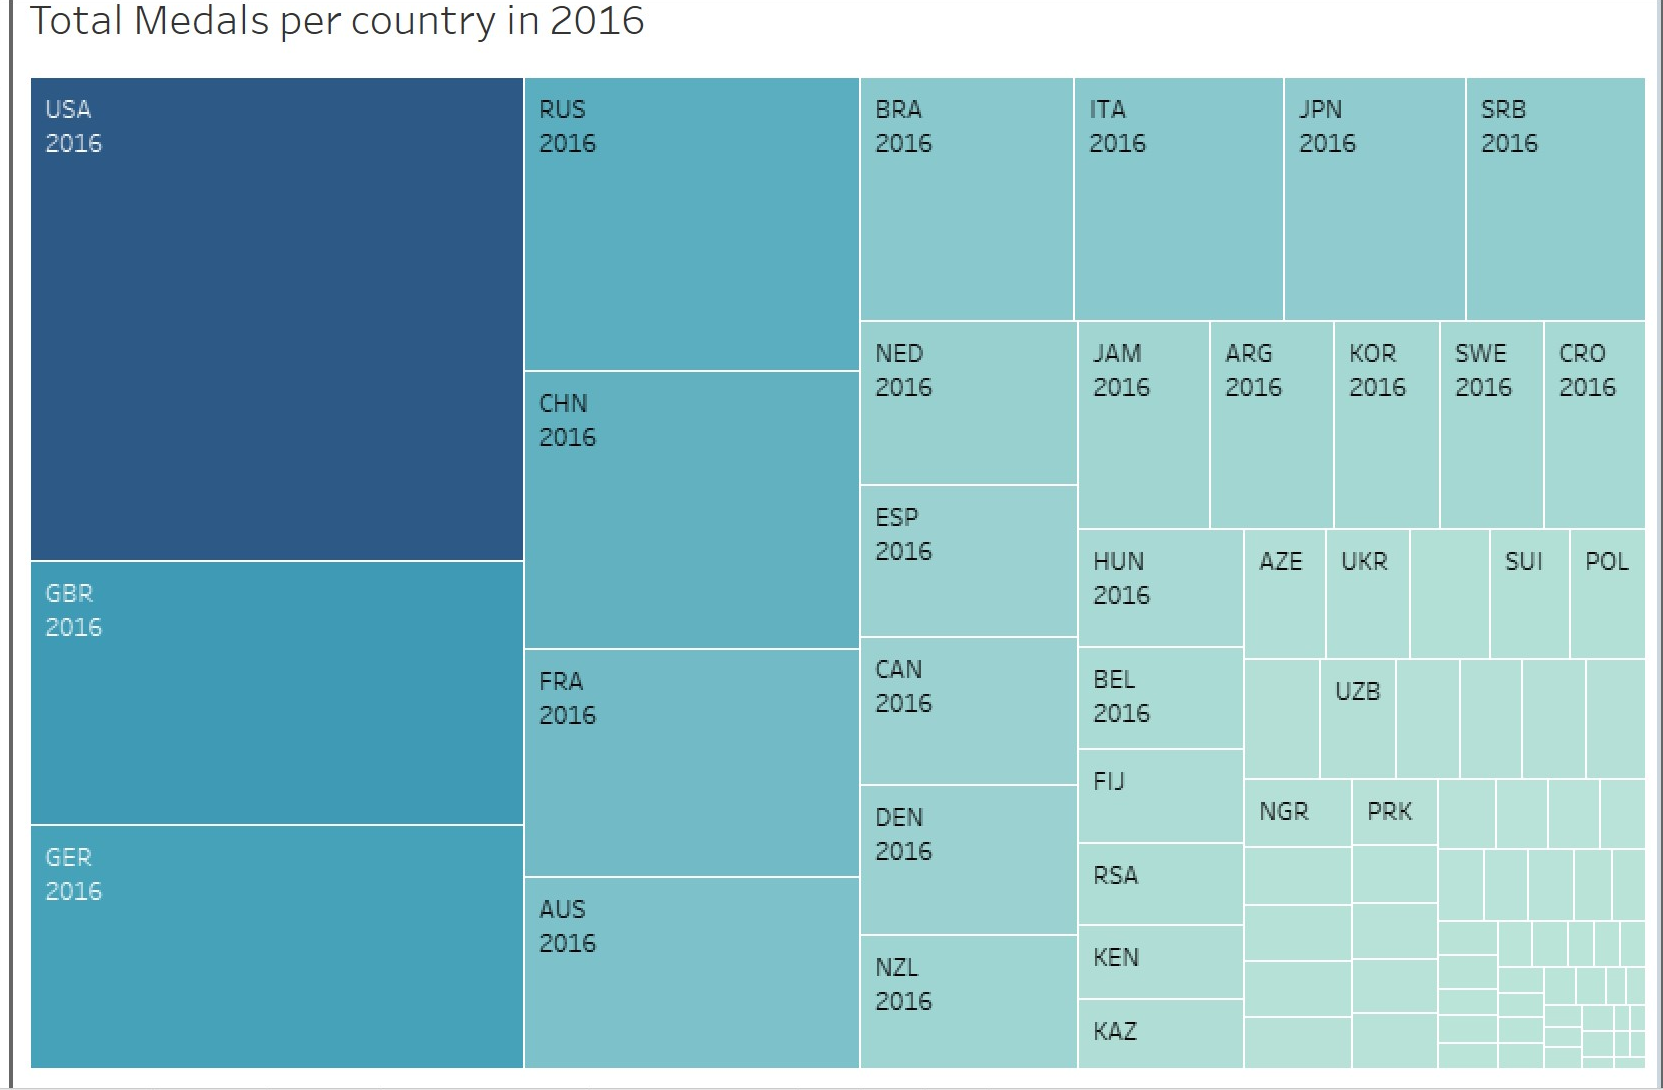 Total Medals per country in 2016
USA
2016
GBR
2016
GER
2016
RUS
2016
CHN
2016
FRA
2016
AUS
2016
BRA
2016
ITA
2016
JPN
2016
SRB
2016
NED
2016
ESP
2016
CAN
2016
DEN
2016
NZL
2016
JAM
2016
ARG
2016
KOR
2016
SWE
2016
CRO
2016
HUN
2016
BEL
2016
FIJ
RSA
KEN
KAZ
AZE
UKR
SUI
POL
UZB
NGR
PRK